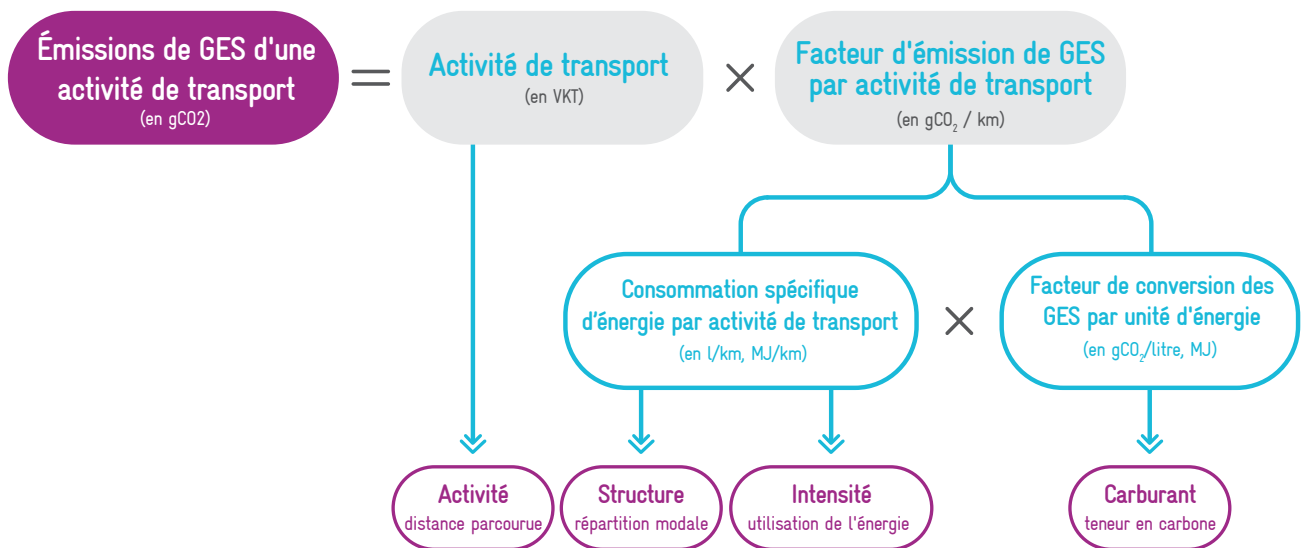 Émissions de GES d'une
activité de transport
(en gCO2)
=
Activité de transport
(en VKT)
×
Facteur d'émission de GES
par activité de transport
(en gCO₂ / km)
Consommation spécifique
d'énergie par activité de transport
(en l/km, MJ/km)
×
Facteur de conversion des
GES par unité d'énergie
(en gCO₂/litre, MJ)
Activité
distance parcourue
Structure
répartition modale
Intensité
utilisation de l'énergie
Carburant
teneur en carbone